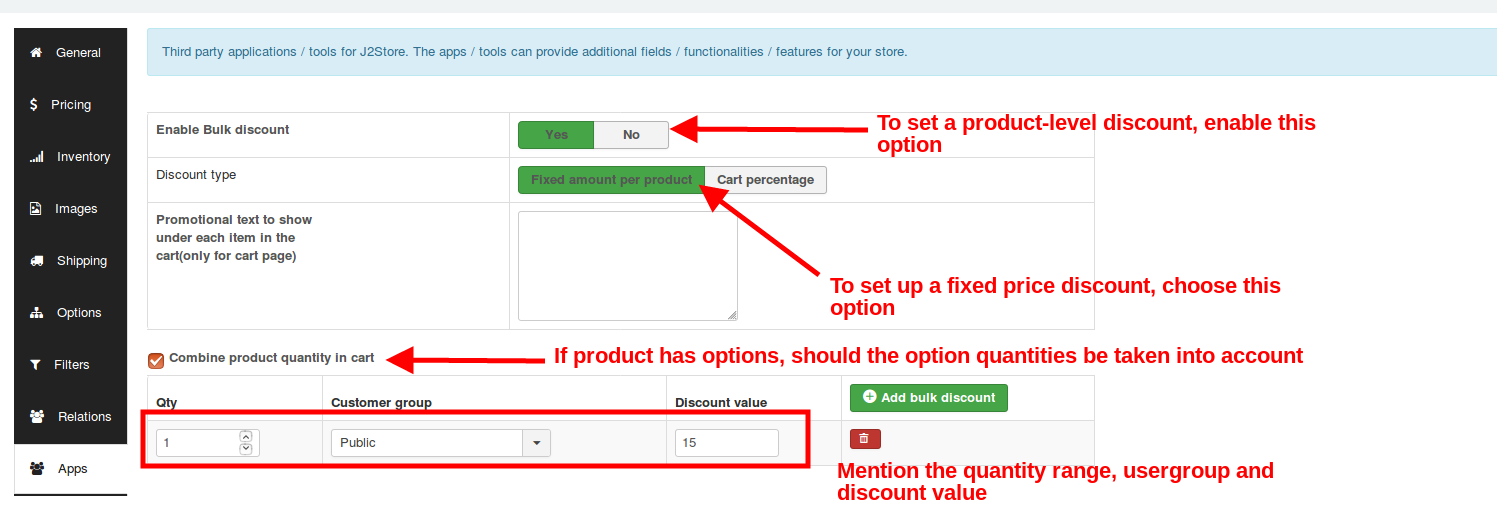 General
Third party applications / tools for J2Store. The apps / tools can provide additional fields / functionalities / features for your store.
Pricing
Inventory
Images
Shipping
Options
Filters
Relations
Apps
Enable Bulk discount
Yes No
To set a product-level discount, enable this
option
Discount type
Fixed amount per product Cart percentage
Promotional text to show
under each item in the
cart(only for cart page)
To set up a fixed price discount, choose this
option
Combine product quantity in cart
If product has options, should the option quantities be taken into account
Qty Customer group Discount value Add bulk discount
1 Public 15
Mention the quantity range, usergroup and
discount value